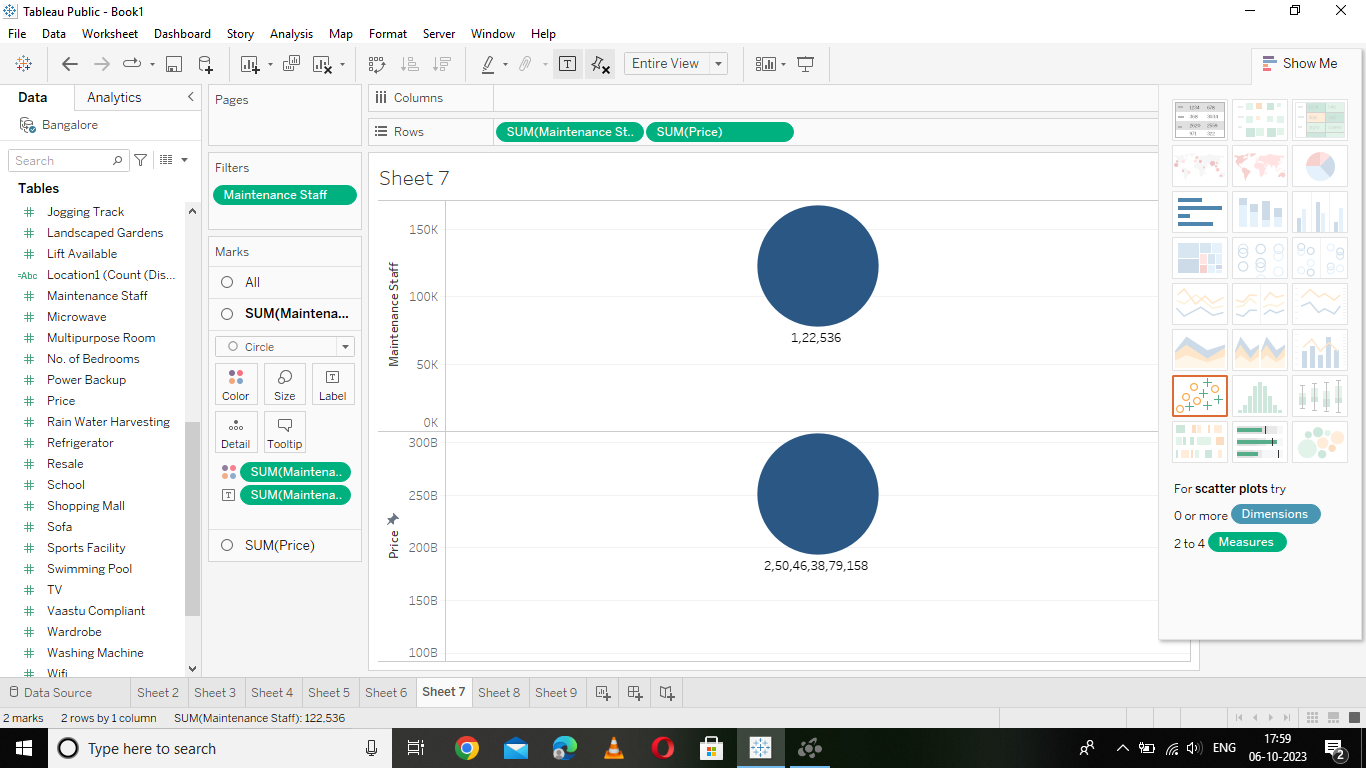 Tableau Public - Book1
File Data Worksheet Dashboard Story Analysis Map Format Server Window Help
Entire View
Show Me
Data Analytics
Bangalore
Search
Tables
Jogging Track
Landscaped Gardens
Lift Available
=Abc Location1 (Count (Dis...
Maintenance Staff
Microwave
Multipurpose Room
No. of Bedrooms
Power Backup
Price
Rain Water Harvesting
Refrigerator
Resale
School
Shopping Mall
Sofa
Sports Facility
Swimming Pool
TV
Vaastu Compliant
Wardrobe
Washing Machine
Wifi
Pages
Filters
Maintenance Staff
Marks
All
SUM(Maintena...
Circle
Color Size Label
Detail Tooltip
SUM(Maintena..
SUM(Maintena..
SUM(Price)
Columns
Rows SUM(Maintenance St.. SUM(Price)
Sheet 7
Maintenance Staff
150K
100K
50K
0K
1,22,536
Price
300B
250B
200B
150B
100B
2,50,46,38,79,158
For scatter plots try
0 or more Dimensions
2 to 4 Measures
Data Source Sheet 2 Sheet 3 Sheet 4 Sheet 5 Sheet 6 Sheet 7 Sheet 8 Sheet 9
2 marks 2 rows by 1 column SUM(Maintenance Staff): 122,536
Type here to search
ENG
17:59
06-10-2023
2